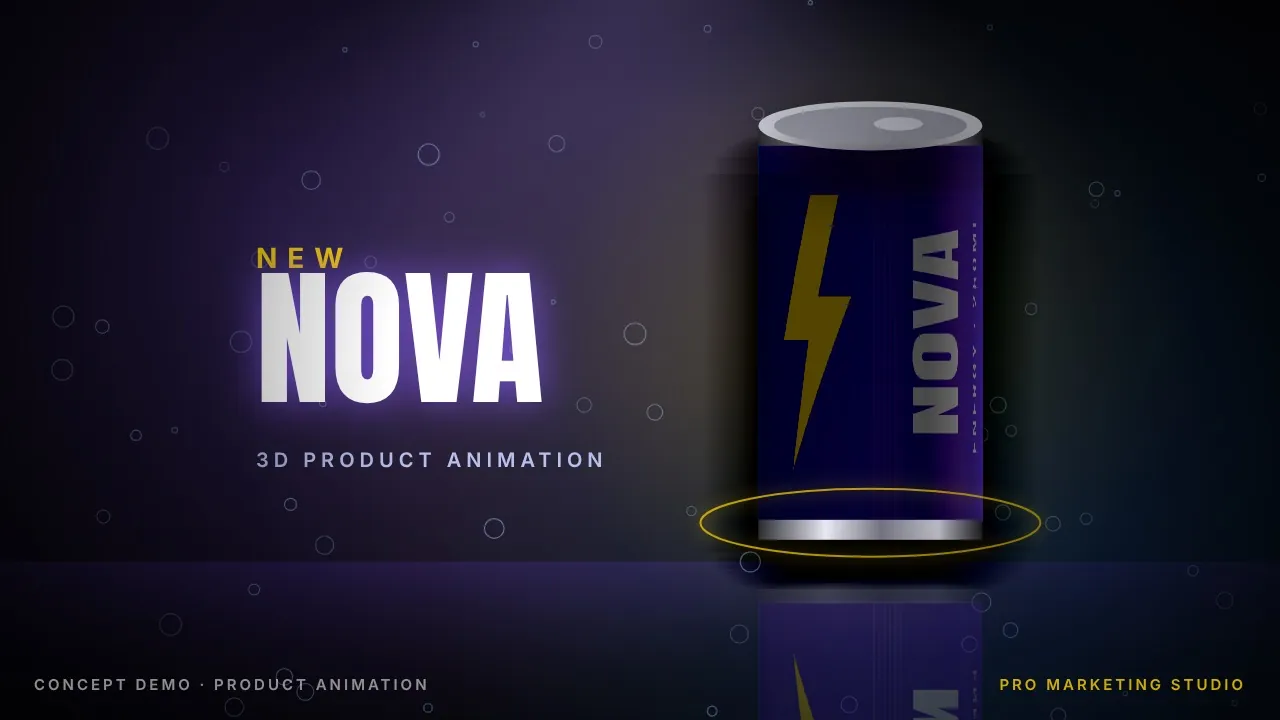 NEW
NOVA
3D PRODUCT ANIMATION
NOVA
CONCEPT DEMO · PRODUCT ANIMATION
PRO MARKETING STUDIO